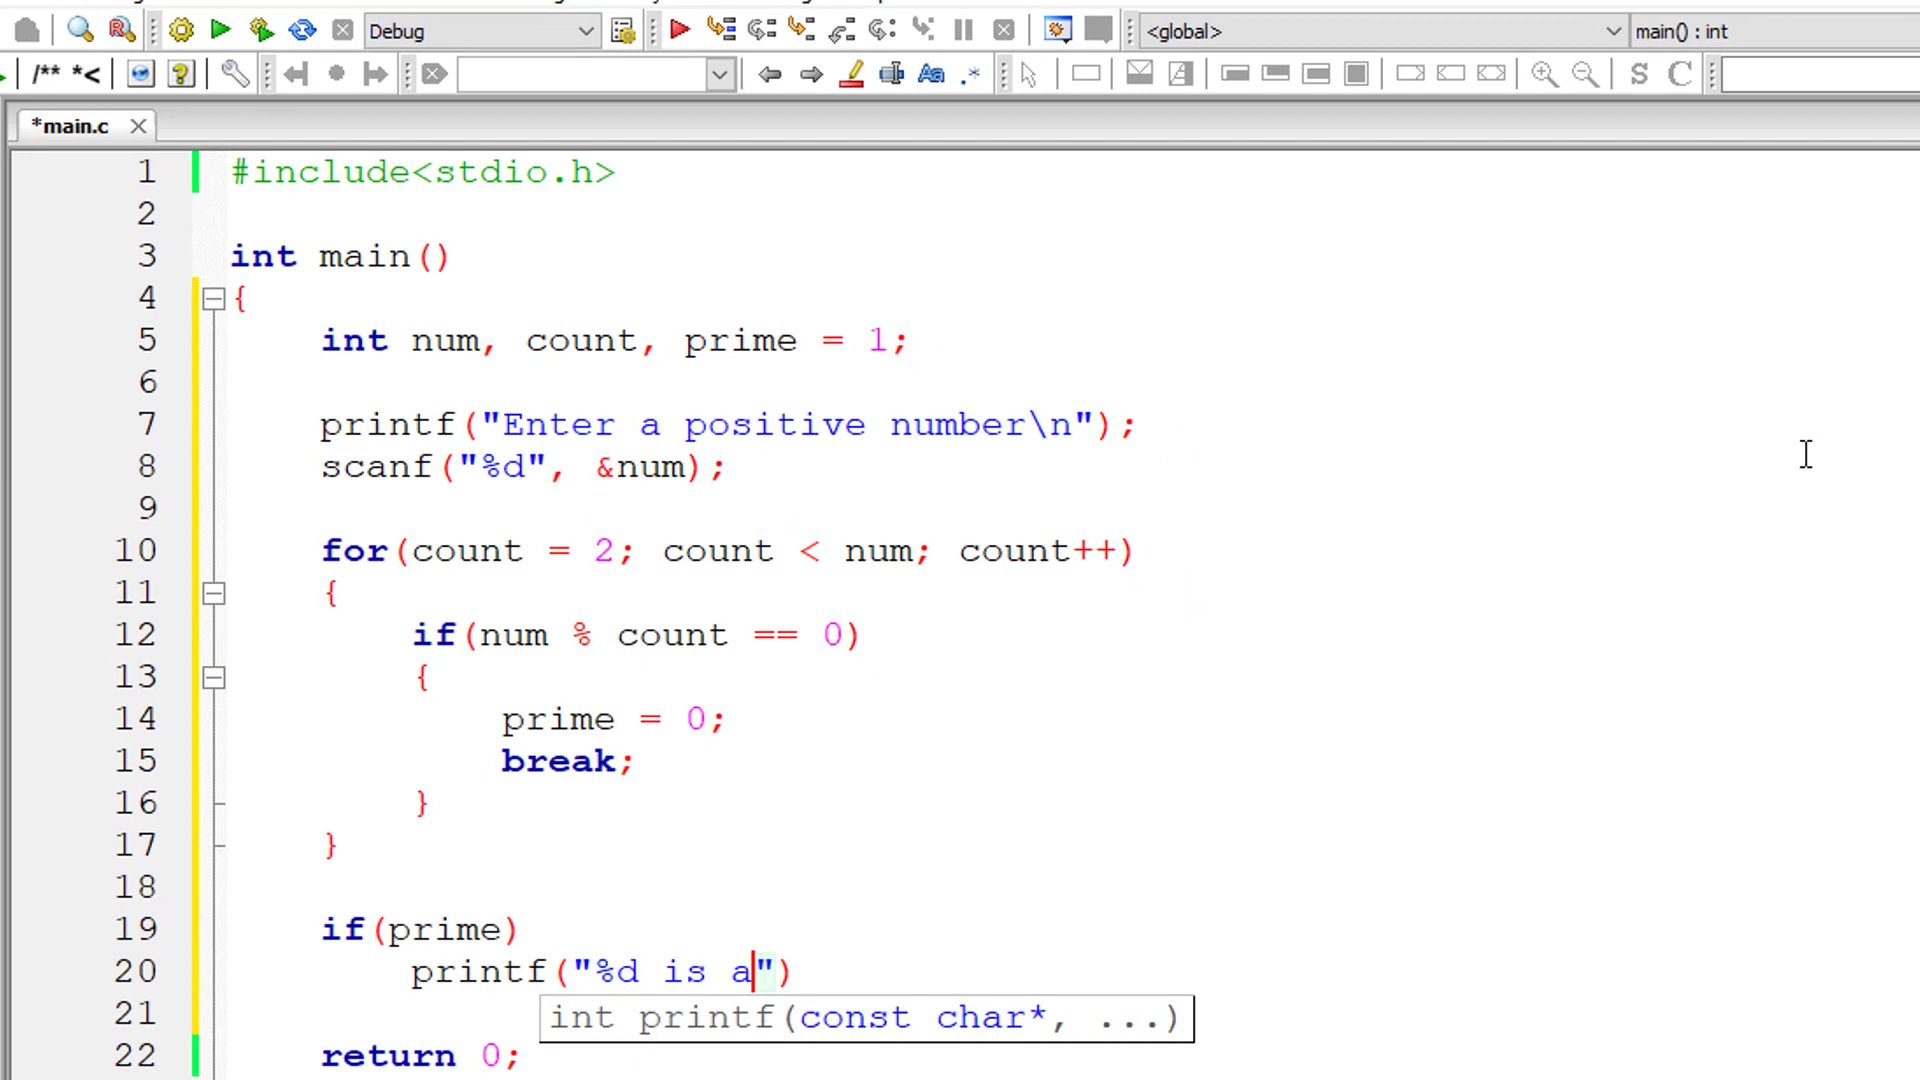 Debug
<global>
main() : int
/** *<
*main.c
1 #include<stdio.h>
2
3 int main()
4 {
5 int num, count, prime = 1;
6
7 printf("Enter a positive number\n");
8 scanf("%d", &num);
9
10 for(count = 2; count < num; count++)
11 {
12 if(num % count == 0)
13 {
14 prime = 0;
15 break;
16 }
17 }
18
19 if(prime)
20 printf("%d is a")
int printf(const char*, ...)
21
22 return 0;